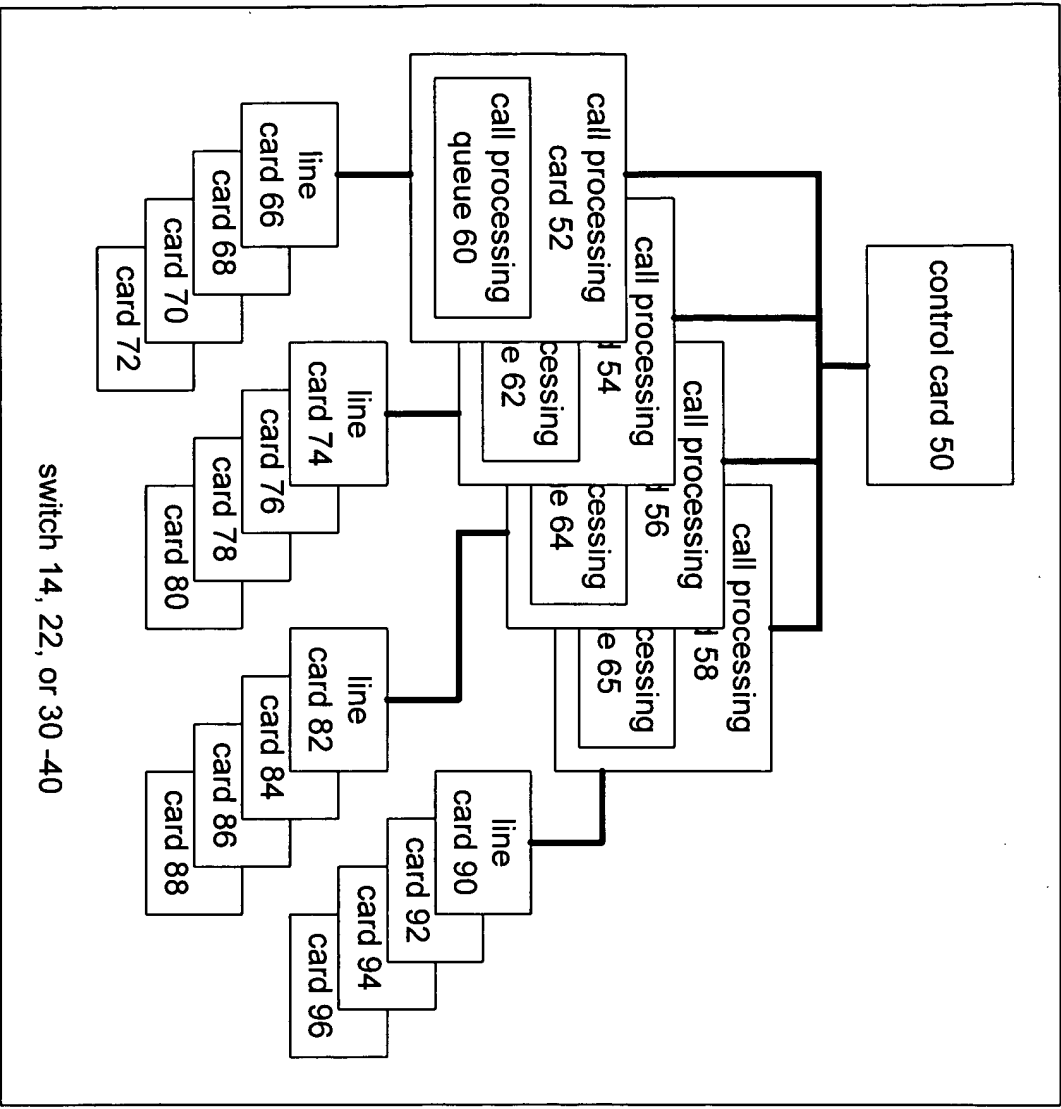 control card 50
call processing
card 52
call processing
queue 60
call processing
d 54
cessing
e 62
call processing
d 56
cessing
e 64
call processing
d 58
cessing
e 65
line
card 66
card 68
card 70
card 72
line
card 74
card 76
card 78
card 80
line
card 82
card 84
card 86
card 88
line
card 90
card 92
card 94
card 96
switch 14, 22, or 30 -40